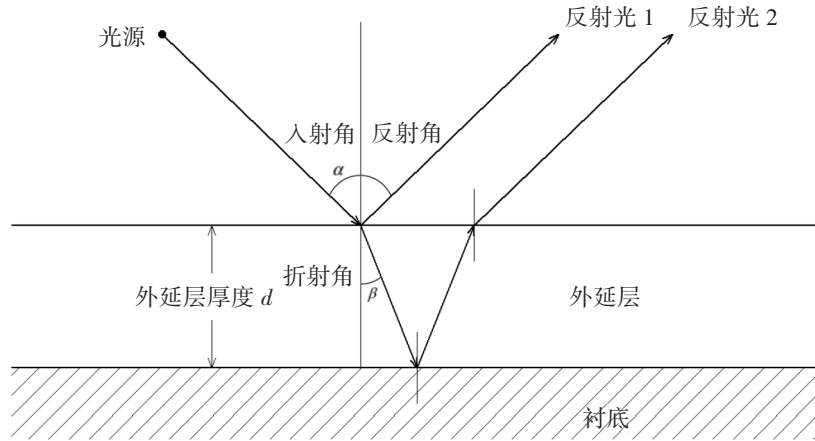 光源
反射光 1
反射光 2
入射角
反射角
α
折射角
β
外延层厚度 d
外延层
衬底